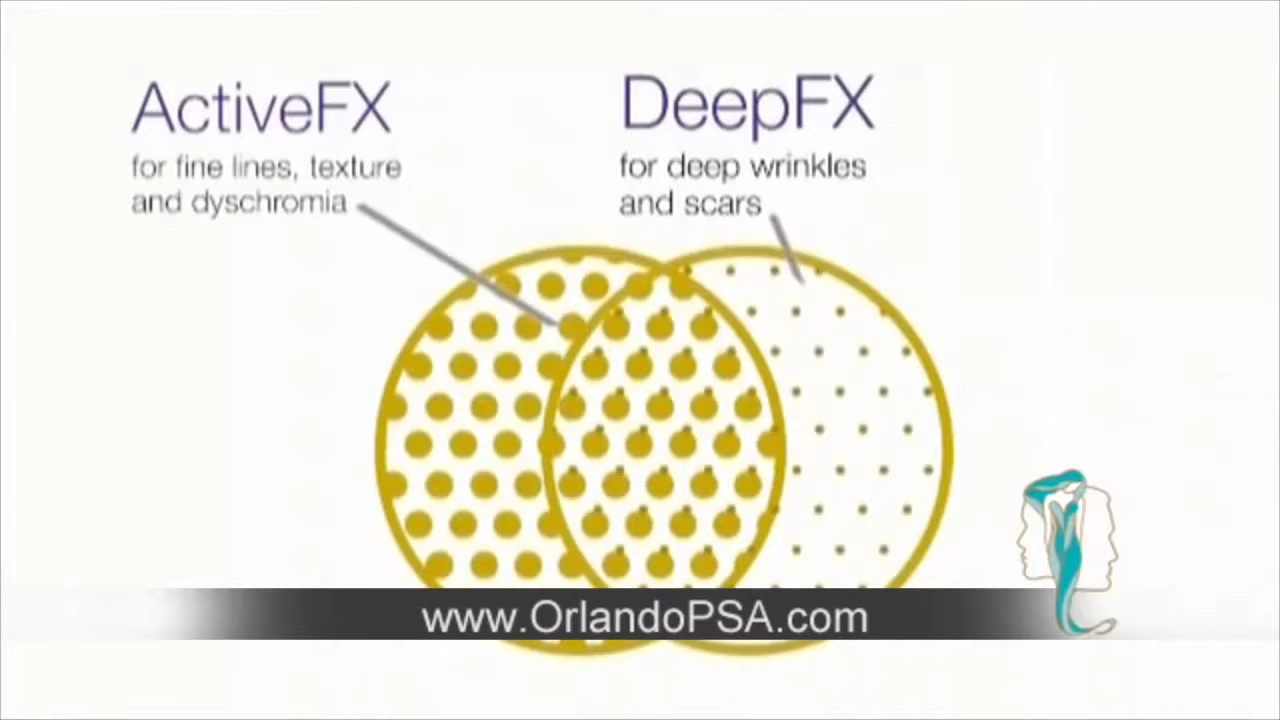 ActiveFX
for fine lines, texture
and dyschromia
DeepFX
for deep wrinkles
and scars
www.OrlandoPSA.com